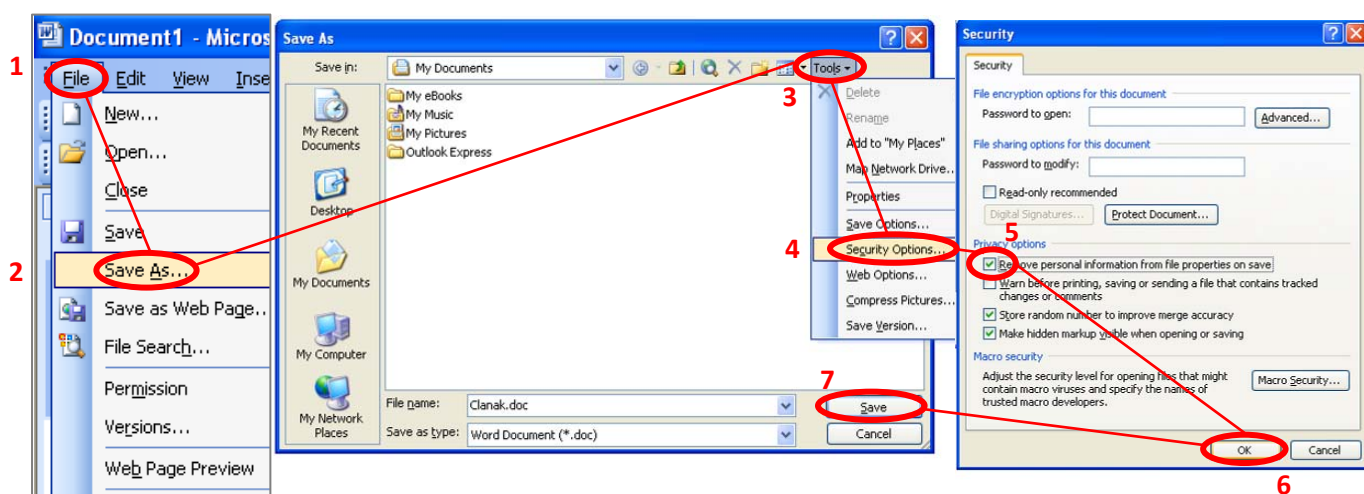 Document1 - Micros
1
File Edit View Inse
New...
Open...
Close
Save
2
Save As...
Save as Web Page..
File Search...
Permission
Versions...
Web Page Preview
Save As
Save in:
My Documents
Tools
3
My eBooks
My Music
My Pictures
Outlook Express
My Recent
Documents
Desktop
My Documents
My Computer
My Network
Places
Delete
Rename
Add to "My Places"
Map Network Drive..
Properties
Save Options...
4
Security Options...
Web Options...
Compress Pictures...
Save Version...
7
File name:
Clanak.doc
Save
Save as type:
Word Document (*.doc)
Cancel
Security
Security
File encryption options for this document
Password to open:
Advanced...
File sharing options for this document
Password to modify:
Read-only recommended
Digital Signatures...
Protect Document...
5
Privacy options
Remove personal information from file properties on save
Warn before printing, saving or sending a file that contains tracked
changes or comments
Store random number to improve merge accuracy
Make hidden markup visible when opening or saving
Macro security
Adjust the security level for opening files that might
contain macro viruses and specify the names of
trusted macro developers.
Macro Security...
OK
Cancel
6